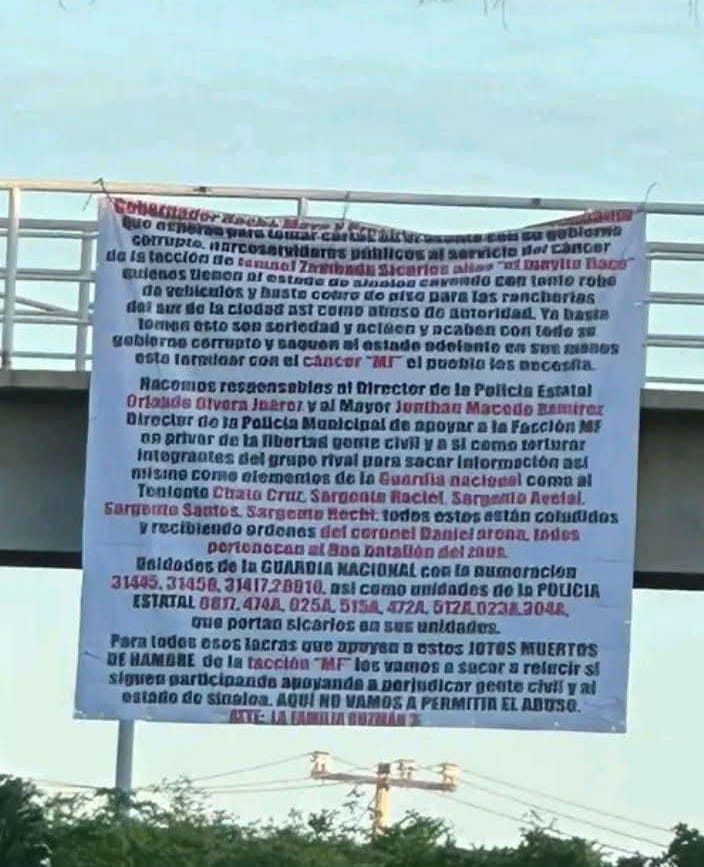 Gobernador Rocha Moya y
que esperan para tomar cartas en el asunto con su gobierno
corrupto, narcoservidores públicos al servicio del cáncer
de la facción de Ismael Zambada Sicarios alias "el mayito flaco"
quienes tienen al estado de sinaloa cayendo con tanto robo
de vehículos y hasta cobro de piso para las rancherías
del sur de la ciudad así como abuso de autoridad. Ya basta
tomen esto con seriedad y actúen y acaben con todo su
gobierno corrupto y saquen al estado adelante en sus manos
esta terminar con el cáncer "MF" el pueblo los necesita.
Hacemos responsables al Director de la Policía Estatal
Orlando Olvera Juárez y al Mayor Jonthan Macedo Ramírez
Director de la Policía Municipal de apoyar a la Facción MF
en privar de la libertad gente civil y a si como torturar
integrantes del grupo rival para sacar información así
mismo como elementos de la Guardia nacional como al
Teniente Chato Cruz, Sargento Raciel, Sargento
Sargento Santos, Sargento todos estos están coludidos
y recibiendo ordenes del coronel Daniel todos
pertenecen al batallón del
Unidades de la GUARDIA NACIONAL con la numeración
31445, 31450, 31417,28910, así como unidades de la POLICIA
ESTATAL 0817, 474A, 025A, 515A, 472A, 512A,023A,304A,
que portan sicarios en sus unidades.
Para todos esos lacras que apoyan a estos JOTOS MUERTOS
DE HAMBRE de la facción "MF" los vamos a sacar a relucir si
siguen participando apoyando a perjudicar gente civil y al
estado de sinaloa. AQUÍ NO VAMOS A PERMITIR EL ABUSO.
ATTE: LA FAMILIA GUZMÁN